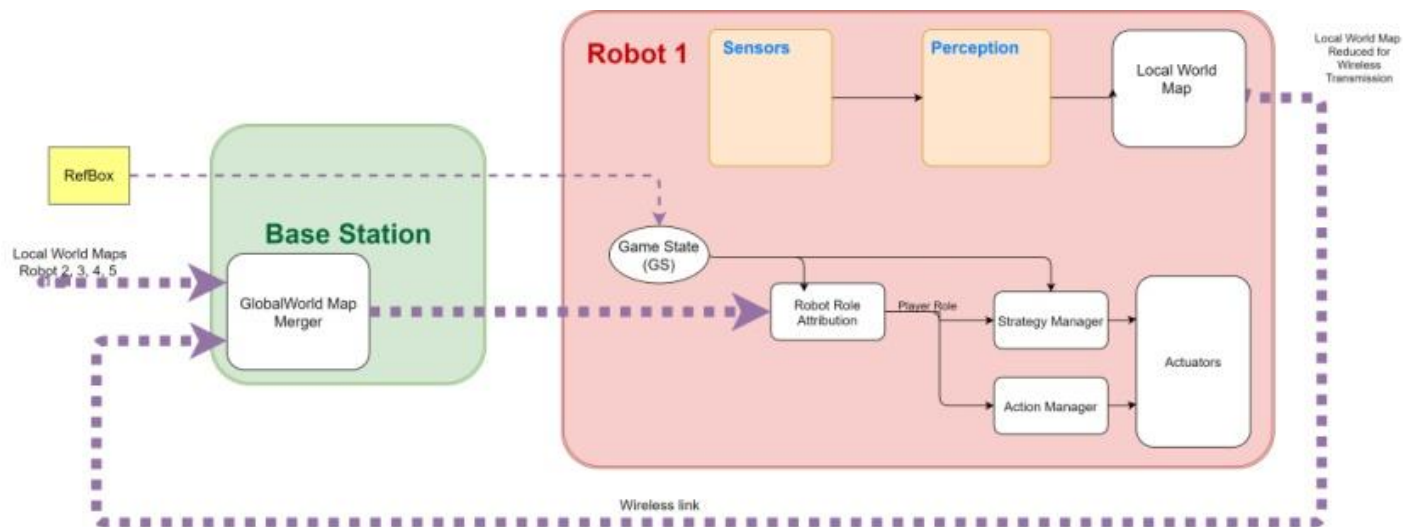 Robot 1
Sensors
Perception
Local World
Map
Local World Map
Reduced for
Wireless
Transmission
RefBox
Base Station
Local World Maps
Robot 2, 3, 4, 5
GlobalWorld Map
Merger
Game State
(GS)
Robot Role
Attribution
Player Role
Strategy Manager
Action Manager
Actuators
Wireless link